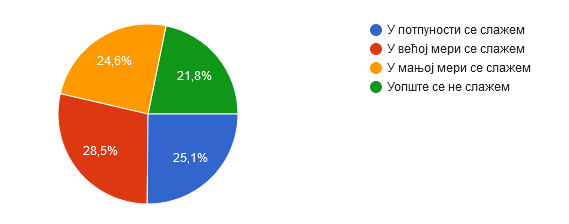 24,6%
21,8%
28,5%
25,1%
У потпуности се слажем
У већој мери се слажем
У мањој мери се слажем
Уопште се не слажем